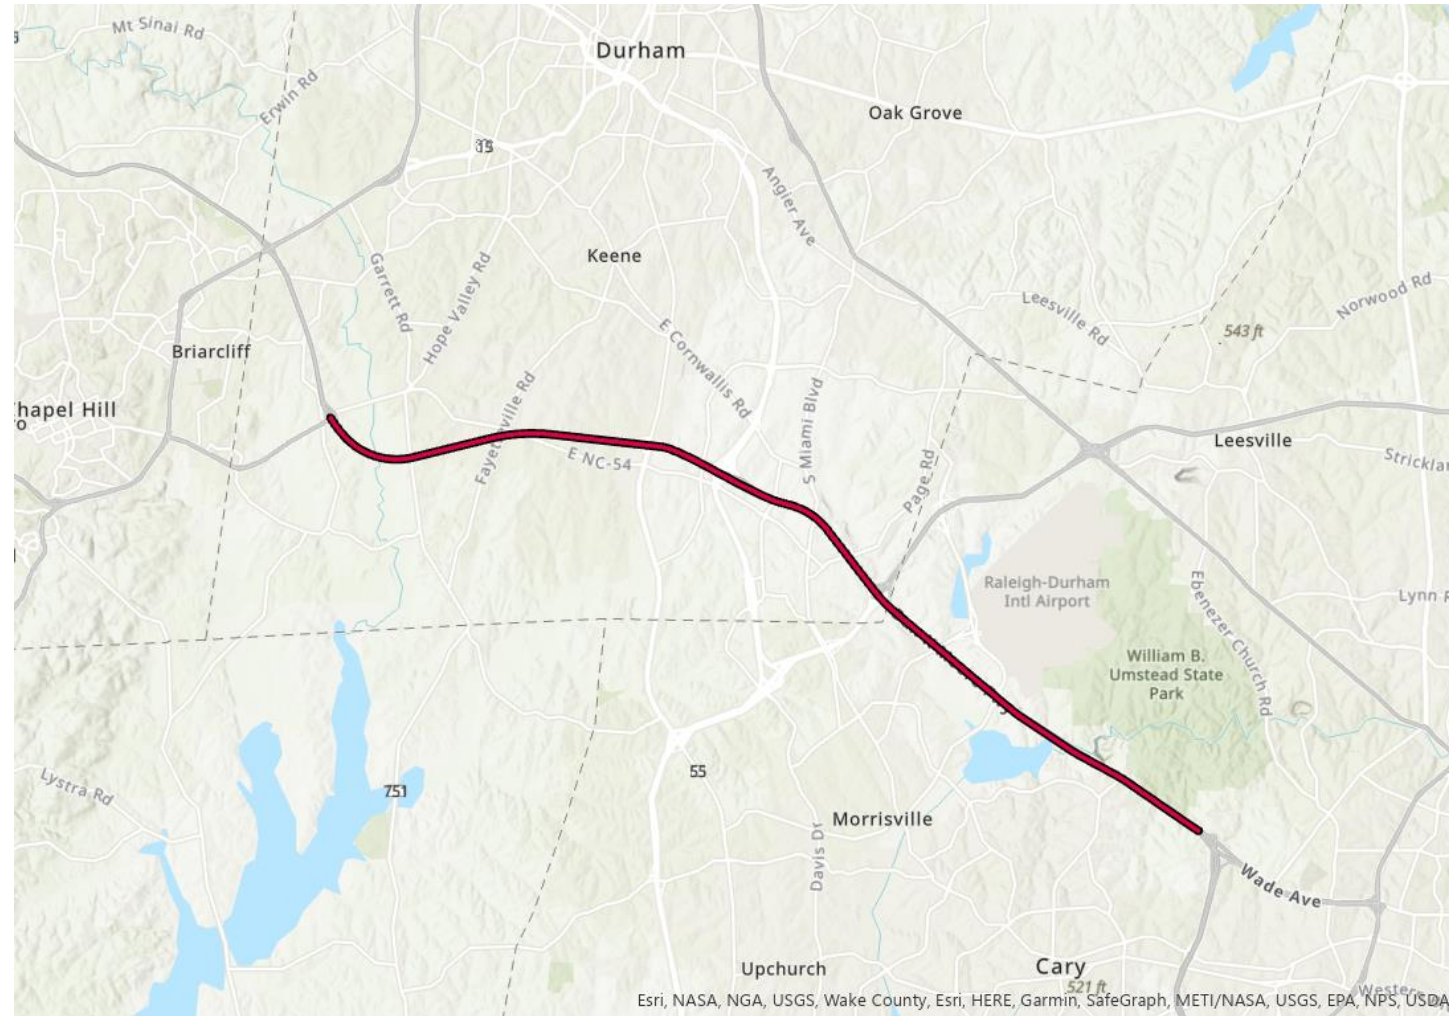 Mt Sinai Rd
Durham
Erwin Rd
Oak Grove
15
Angier Ave
Keene
Garrett Rd
Hope Valley Rd
Leesville Rd
Norwood Rd
543 ft
E Cornwallis Rd
Briarcliff
Fayetteville Rd
S Miami Blvd
hapel Hill
Leesville
E NC-54
Page Rd
Stricklan
Raleigh-Durham
Intl Airport
Ebenezer Church Rd
Lynn R
William B.
Umstead State
Park
Lystra Rd
751
55
Morrisville
Davis Dr
Wade Ave
Upchurch
Cary
521 ft
Western
Esri, NASA, NGA, USGS, Wake County, Esri, HERE, Garmin, SafeGraph, METI/NASA, USGS, EPA, NPS, USDA